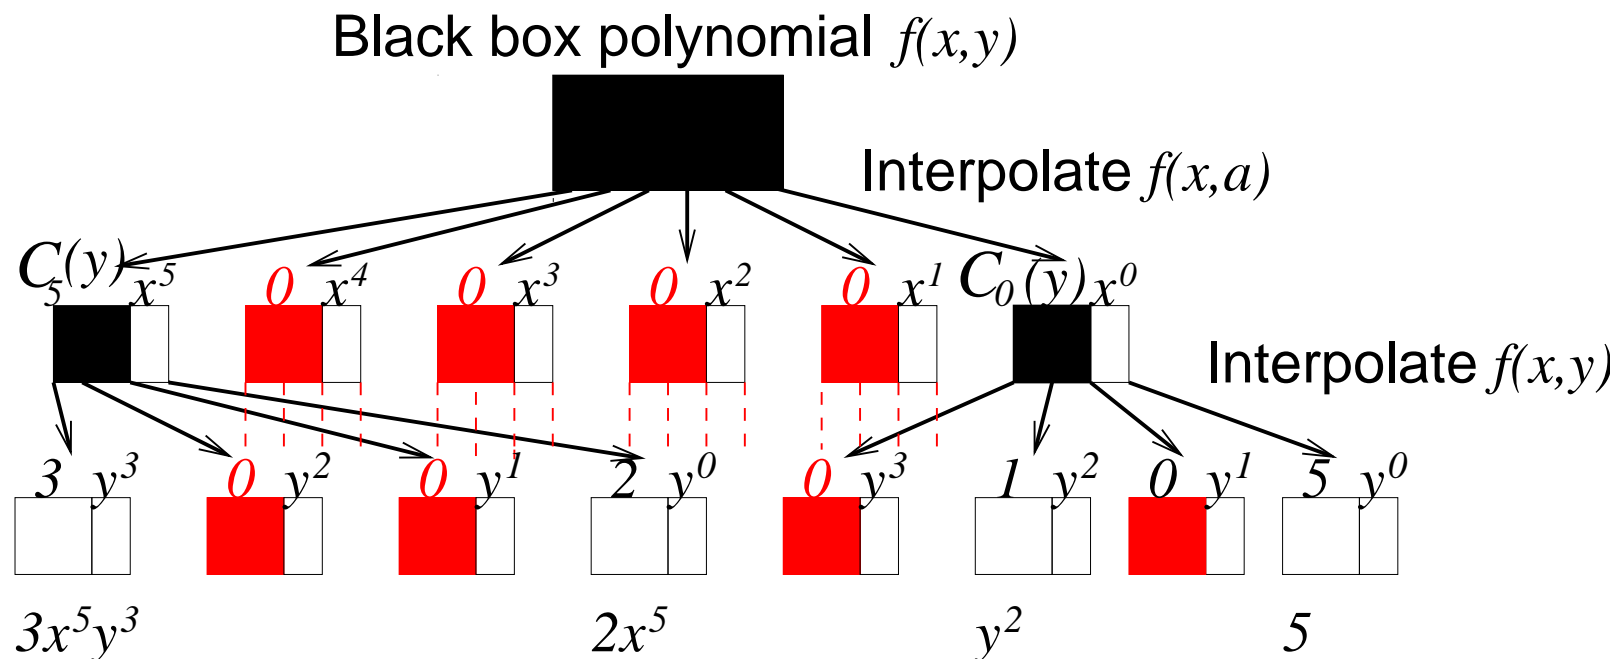 Black box polynomial f(x,y)
Interpolate f(x,a)
C₅(y) x⁵ 0 x⁴ 0 x³ 0 x² 0 x¹ C₀(y) x⁰
Interpolate f(x,y)
3 y³ 0 y² 0 y¹ 2 y⁰ 0 y³ 1 y² 0 y¹ 5 y⁰
3x⁵y³ 2x⁵ y² 5